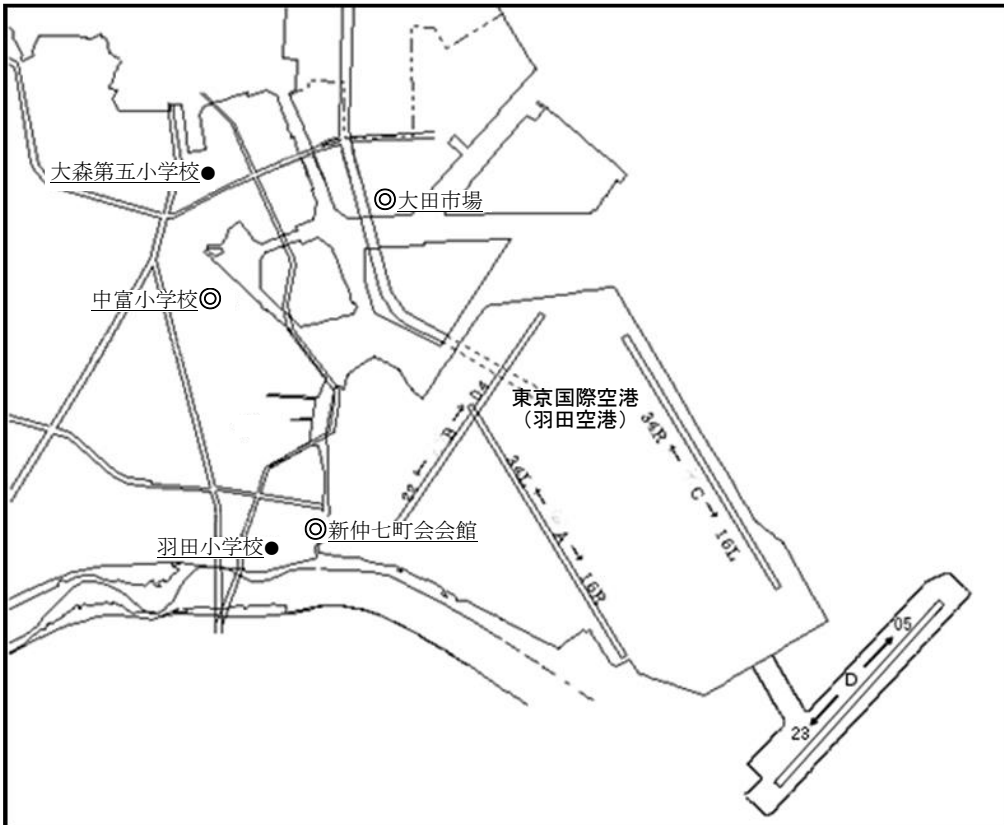 大森第五小学校●
◎大田市場
中富小学校◎
東京国際空港
（羽田空港）
04
← B →
22
34L ← A → 16R
34R ← C → 16L
◎新仲七町会会館
羽田小学校●
05
D
23